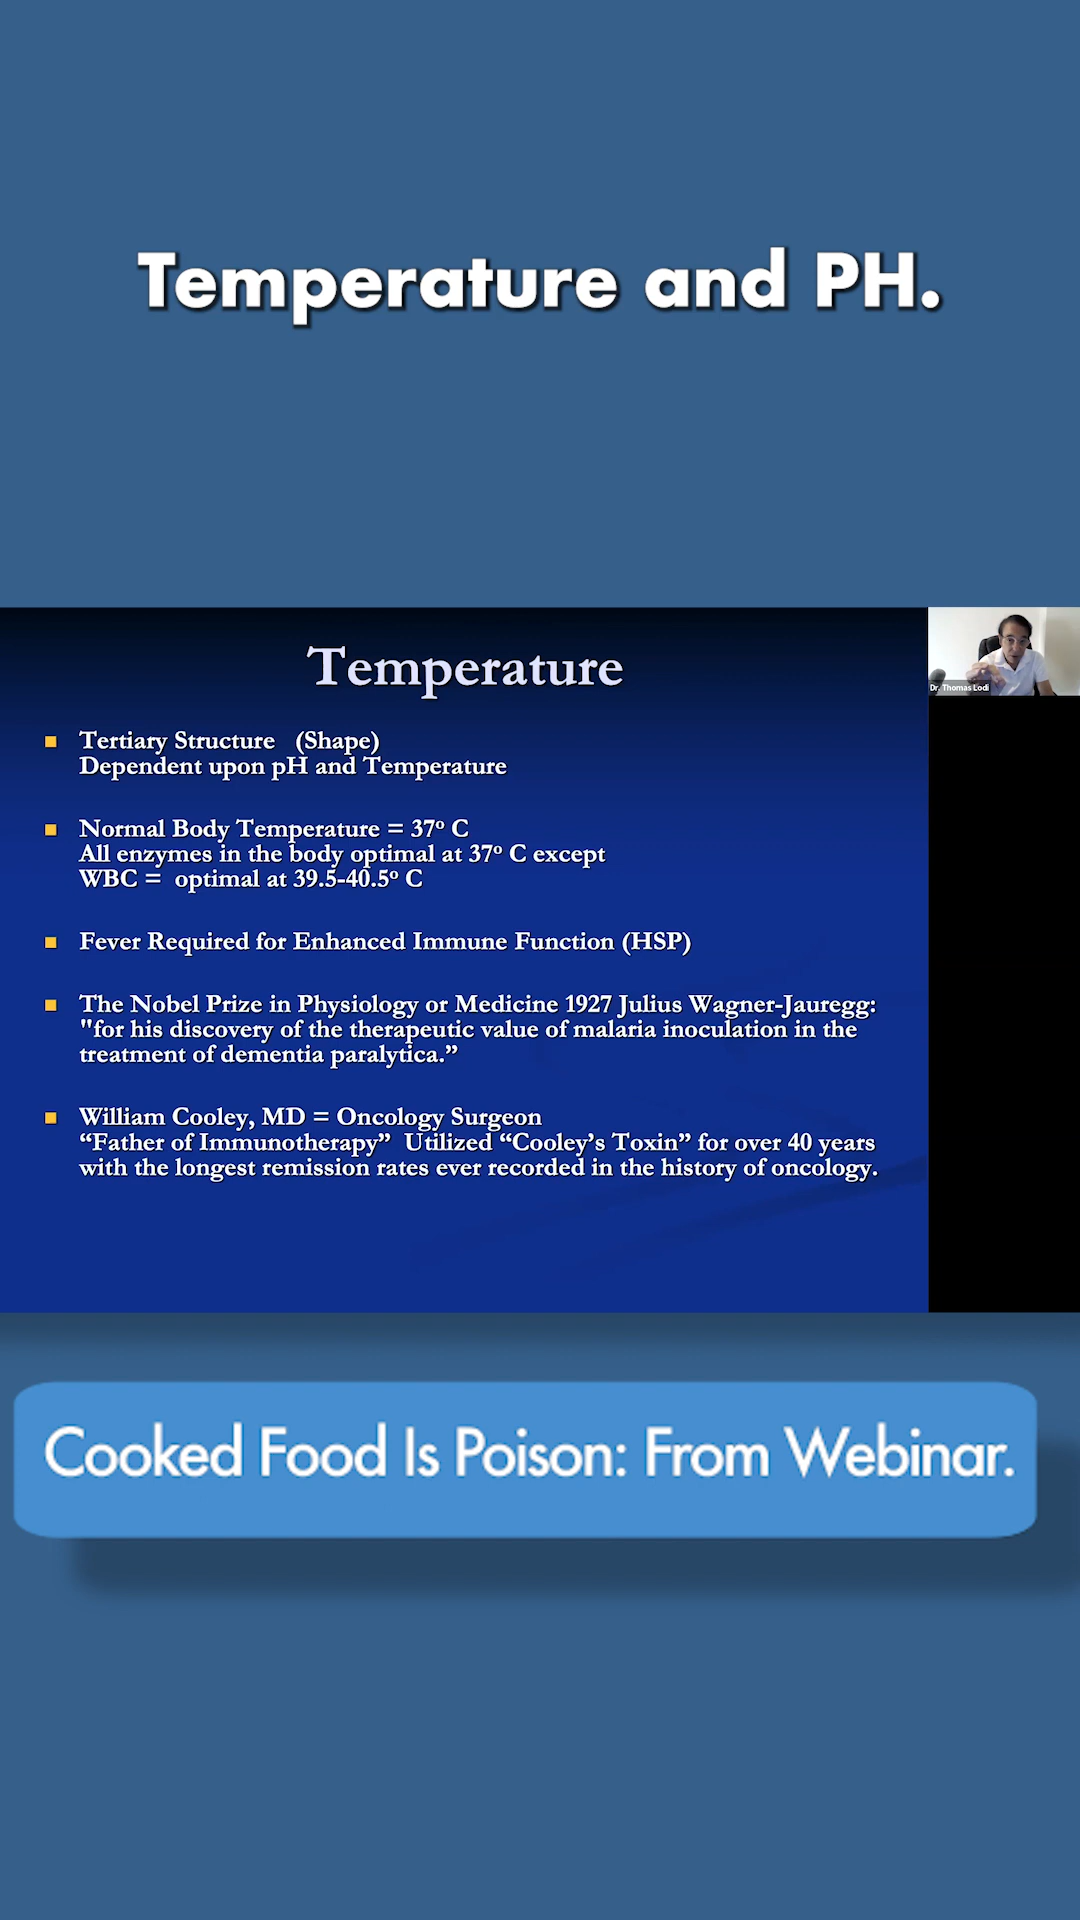 Temperature and PH.
Temperature
Dr. Thomas Lodi
Tertiary Structure (Shape)
Dependent upon pH and Temperature
Normal Body Temperature = 37º C
All enzymes in the body optimal at 37º C except
WBC = optimal at 39.5-40.5º C
Fever Required for Enhanced Immune Function (HSP)
The Nobel Prize in Physiology or Medicine 1927 Julius Wagner-Jauregg:
"for his discovery of the therapeutic value of malaria inoculation in the
treatment of dementia paralytica.”
William Cooley, MD = Oncology Surgeon
“Father of Immunotherapy” Utilized “Cooley’s Toxin” for over 40 years
with the longest remission rates ever recorded in the history of oncology.
Cooked Food Is Poison: From Webinar.